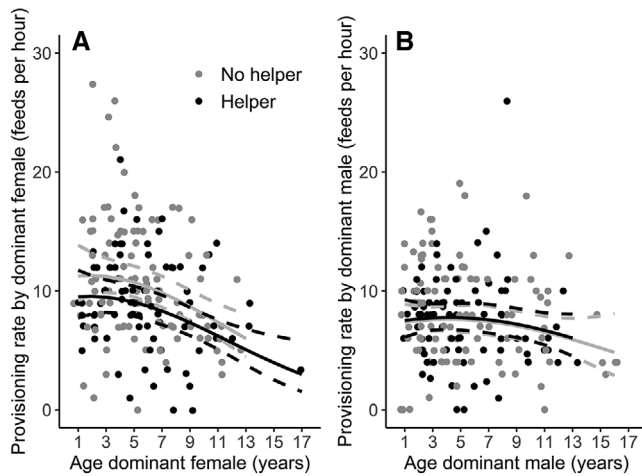 A
No helper
Helper
Provisioning rate by dominant female (feeds per hour)
30
20
10
0
1 3 5 7 9 11 13 15 17
Age dominant female (years)
B
Provisioning rate by dominant male (feeds per hour)
30
20
10
0
1 3 5 7 9 11 13 15 17
Age dominant male (years)